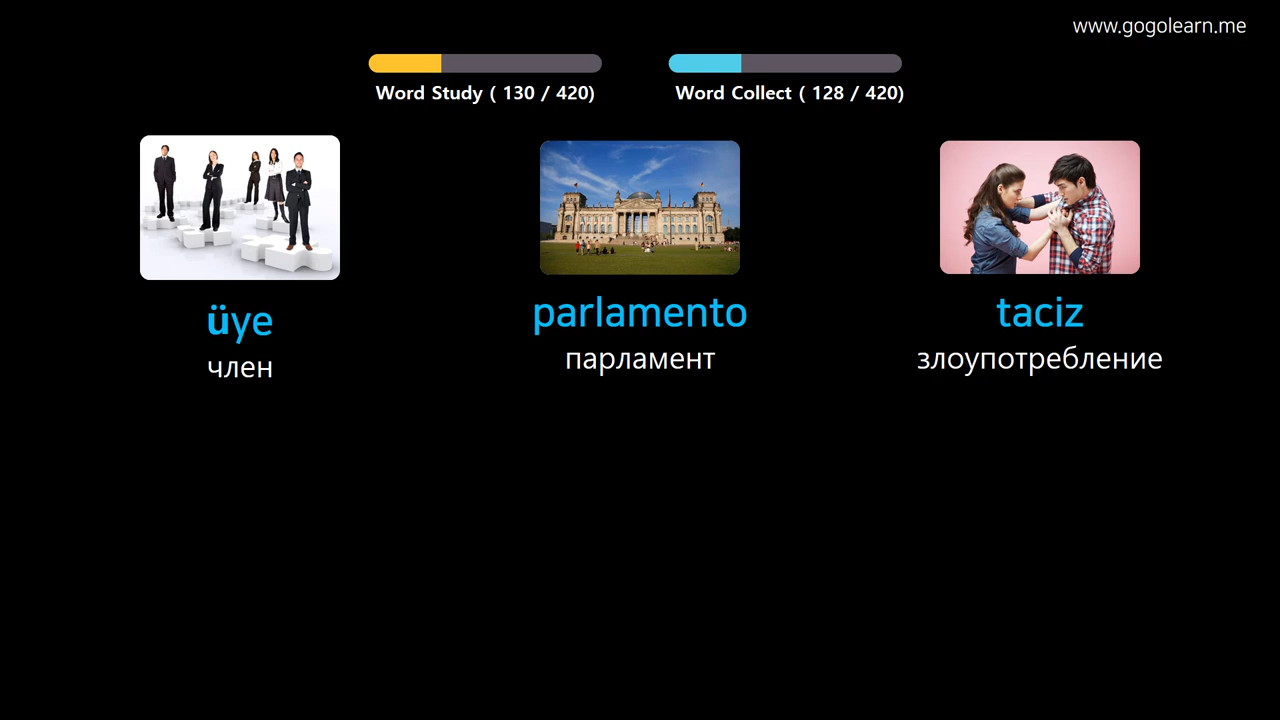 www.gogolearn.me
Word Study ( 130 / 420)
Word Collect ( 128 / 420)
üye
член
parlamento
парламент
taciz
злоупотребление